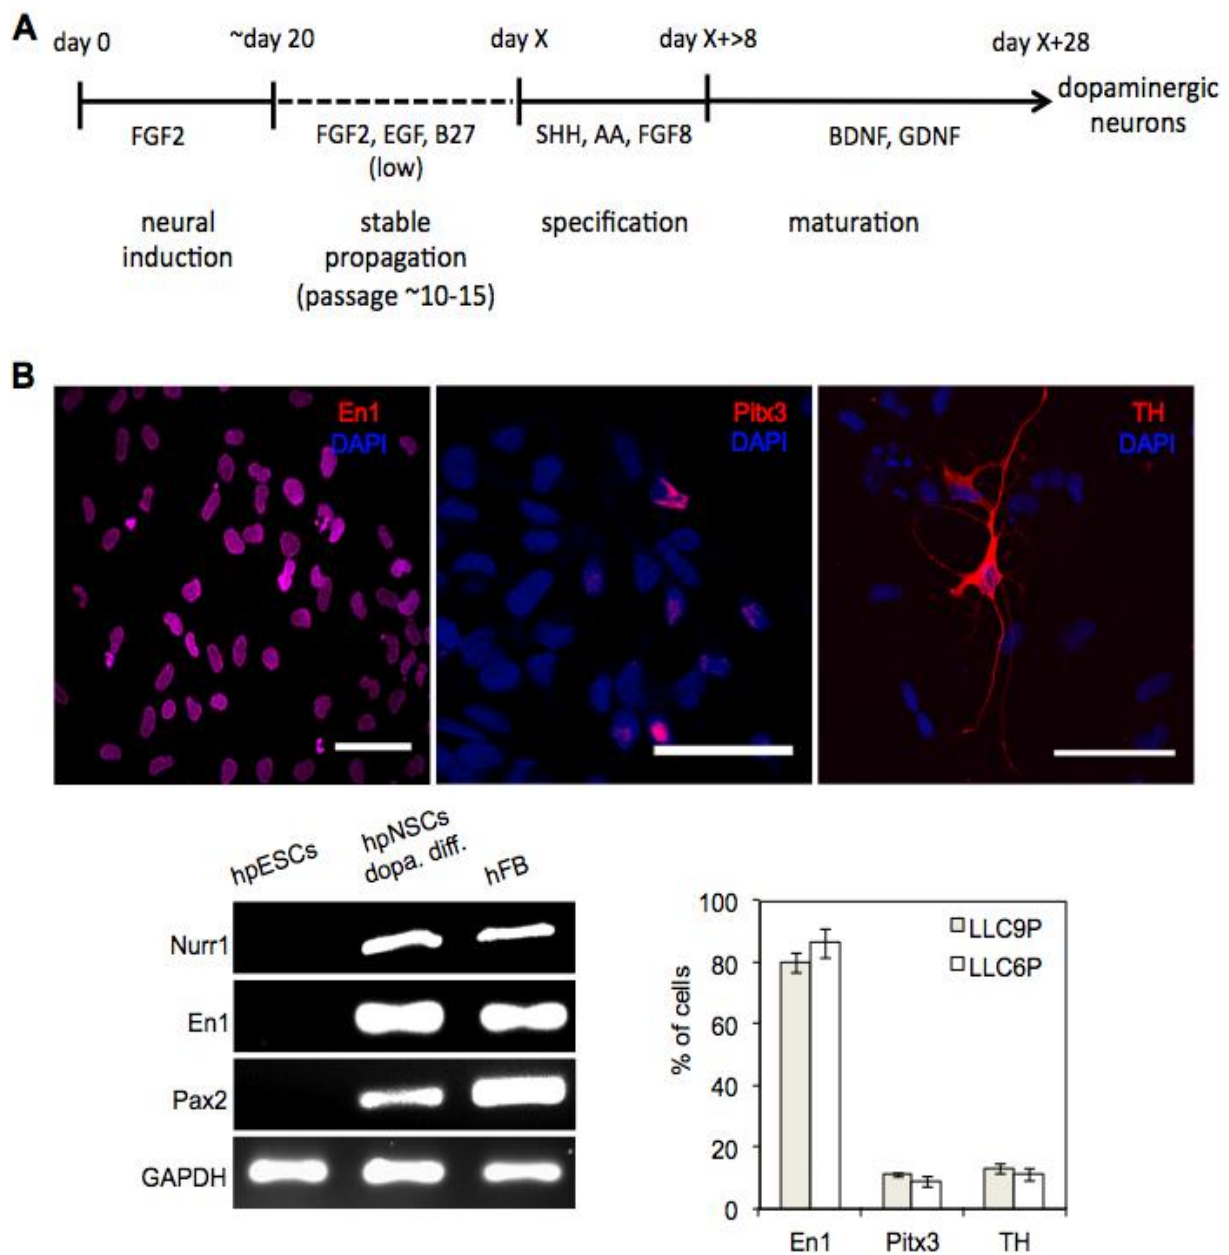 A
day 0 ~day 20 day X day X+>8 day X+28
dopaminergic
neurons
FGF2 FGF2, EGF, B27 SHH, AA, FGF8 BDNF, GDNF
(low)
neural stable specification maturation
induction propagation
(passage ~10-15)
B
En1 Pitx3 TH
DAPI DAPI DAPI
hpESCs hpNSCs hFB
dopa. diff.
Nurr1
En1
Pax2
GAPDH
100
80
60
40
20
0
% of cells
LLC9P
LLC6P
En1 Pitx3 TH